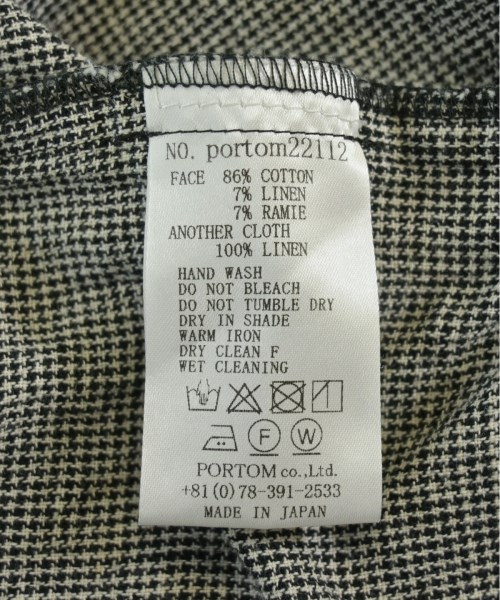 NO. portom22112
FACE 86% COTTON
7% LINEN
7% RAMIE
ANOTHER CLOTH
100% LINEN
HAND WASH
DO NOT BLEACH
DO NOT TUMBLE DRY
DRY IN SHADE
WARM IRON
DRY CLEAN F
WET CLEANING
F W
PORTOM co.,Ltd.
+81(0)78-391-2533
MADE IN JAPAN